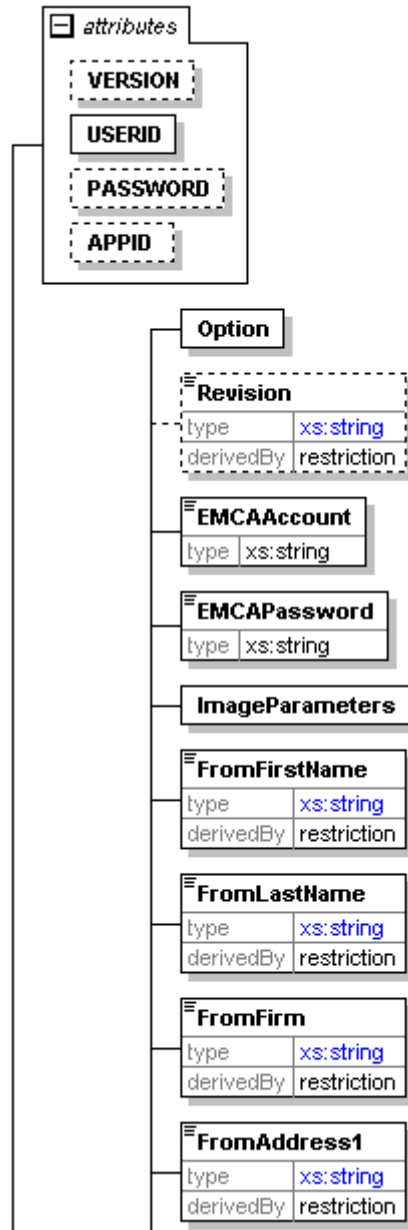 attributes
VERSION
USERID
PASSWORD
APPID
Option
Revision
type xs:string
derivedBy restriction
EMCAAccount
type xs:string
EMCAPassword
type xs:string
ImageParameters
FromFirstName
type xs:string
derivedBy restriction
FromLastName
type xs:string
derivedBy restriction
FromFirm
type xs:string
derivedBy restriction
FromAddress1
type xs:string
derivedBy restriction